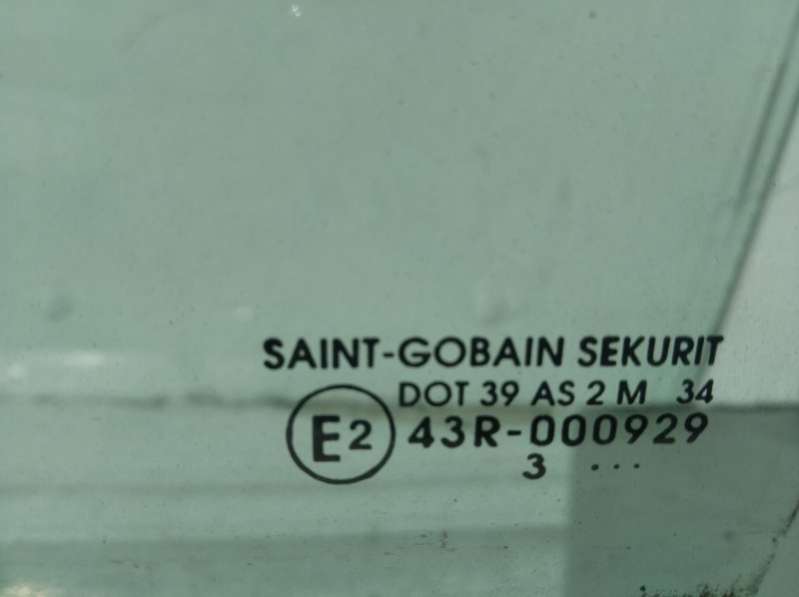 SAINT-GOBAIN SEKURIT
DOT 39 AS 2 M 34
E2 43R-000929
3 ...